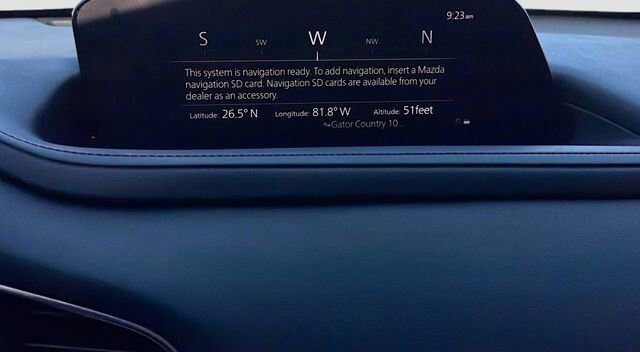 9:23am
S SW W NW N
This system is navigation ready. To add navigation, insert a Mazda
navigation SD card. Navigation SD cards are available from your
dealer as an accessory.
Latitude: 26.5° N Longitude: 81.8° W Altitude: 51feet
Gator Country 10...